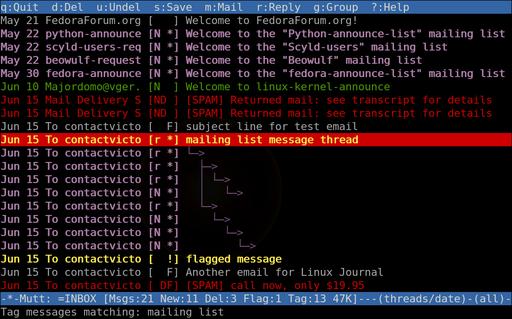 q:Quit  d:Del  u:Undel  s:Save  m:Mail  r:Reply  g:Group  ?:Help
May 21 FedoraForum.org [   ] Welcome to FedoraForum.org!
May 22 python-announce [N *] Welcome to the "Python-announce-list" mailing list
May 22 scyld-users-req [N *] Welcome to the "Scyld-users" mailing list
May 22 beowulf-request [N *] Welcome to the "Beowulf" mailing list
May 30 fedora-announce [N *] Welcome to the "fedora-announce-list" mailing list
Jun 10 Majordomo@vger. [N  ] Welcome to linux-kernel-announce
Jun 15 Mail Delivery S [ND ] [SPAM] Returned mail: see transcript for details
Jun 15 Mail Delivery S [ND ] [SPAM] Returned mail: see transcript for details
Jun 15 To contactvicto [  F] subject line for test email
Jun 15 To contactvicto [r *] mailing list message thread
Jun 15 To contactvicto [r *] └─>
Jun 15 To contactvicto [r *]   ├─>
Jun 15 To contactvicto [r *]   │ └─>
Jun 15 To contactvicto [N *]   │   └─>
Jun 15 To contactvicto [r *]   └─>
Jun 15 To contactvicto [N *]     └─>
Jun 15 To contactvicto [N *]       └─>
Jun 15 To contactvicto [N *]         └─>
Jun 15 To contactvicto [  !] flagged message
Jun 15 To contactvicto [  F] Another email for Linux Journal
Jun 15 To contactvicto [ DF] [SPAM] call now, only $19.95
-*-Mutt: =INBOX [Msgs:21 New:11 Del:3 Flag:1 Tag:13 47K]---(threads/date)-(all)-
Tag messages matching: mailing list